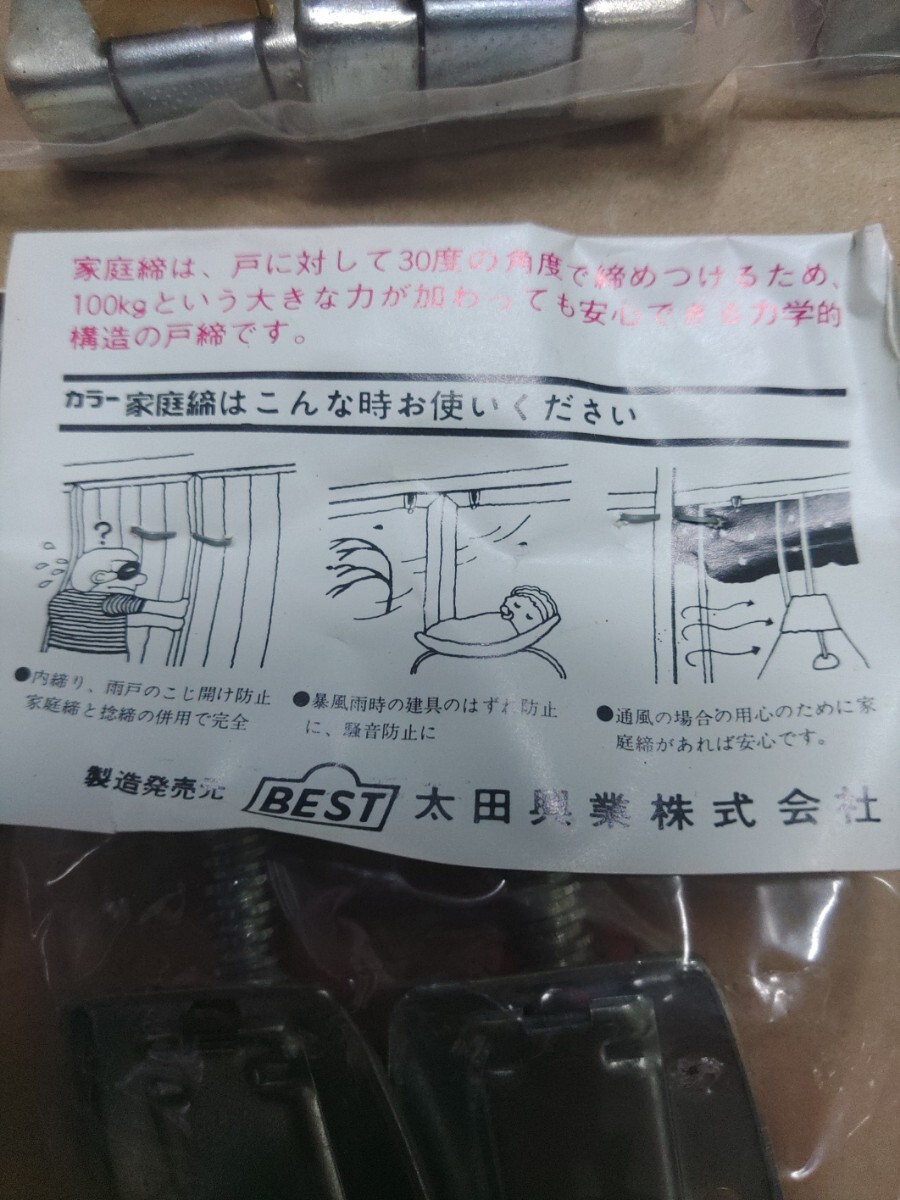 家庭締は、戸に対して30度の角度で締めつけるため、
100kgという大きな力が加わっても安心できる力学的
構造の戸締です。
カラー家庭締はこんな時お使いください
?
●内締り、雨戸のこじ開け防止
家庭締と捻締の併用で完全
●暴風雨時の建具のはずれ防止
に、騒音防止に
●通風の場合の用心のために家
庭締があれば安心です。
製造発売元 BEST 太田興業株式会社